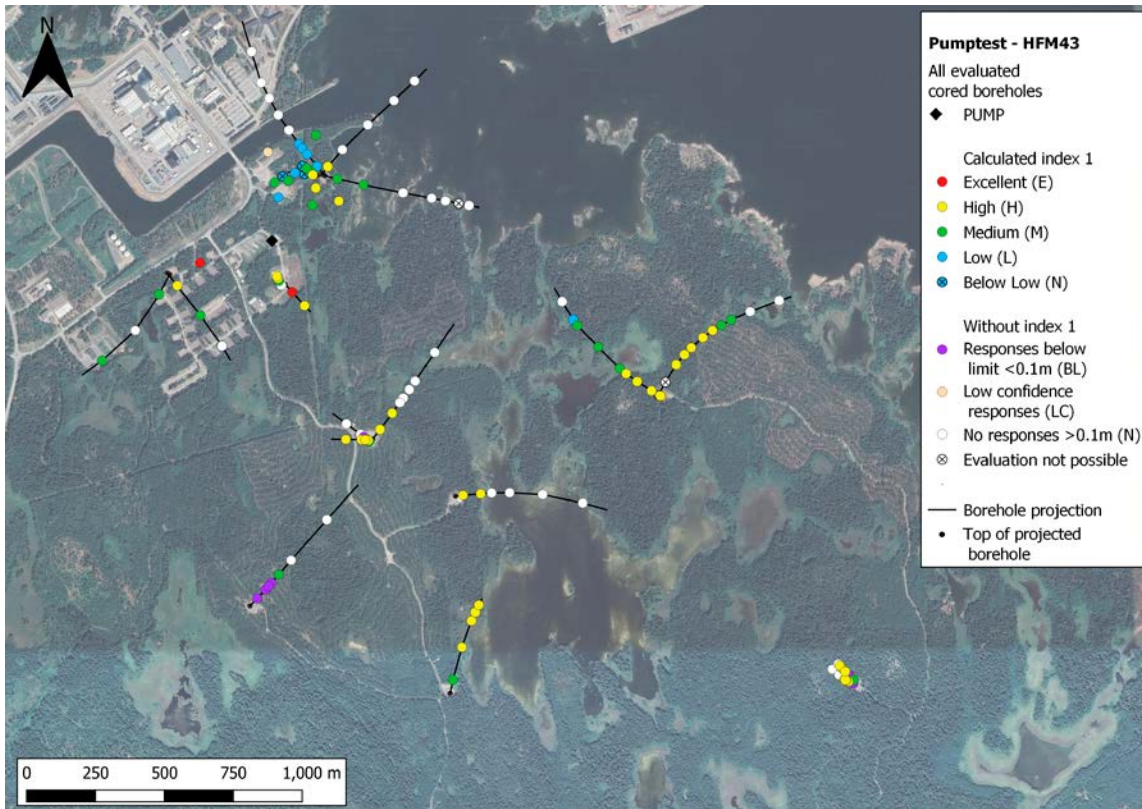 N
Pumptest - HFM43
All evaluated
cored boreholes
PUMP
Calculated index 1
Excellent (E)
High (H)
Medium (M)
Low (L)
Below Low (N)
Without index 1
Responses below
limit <0.1m (BL)
Low confidence
responses (LC)
No responses >0.1m (N)
Evaluation not possible
Borehole projection
Top of projected
borehole
0 250 500 750 1,000 m